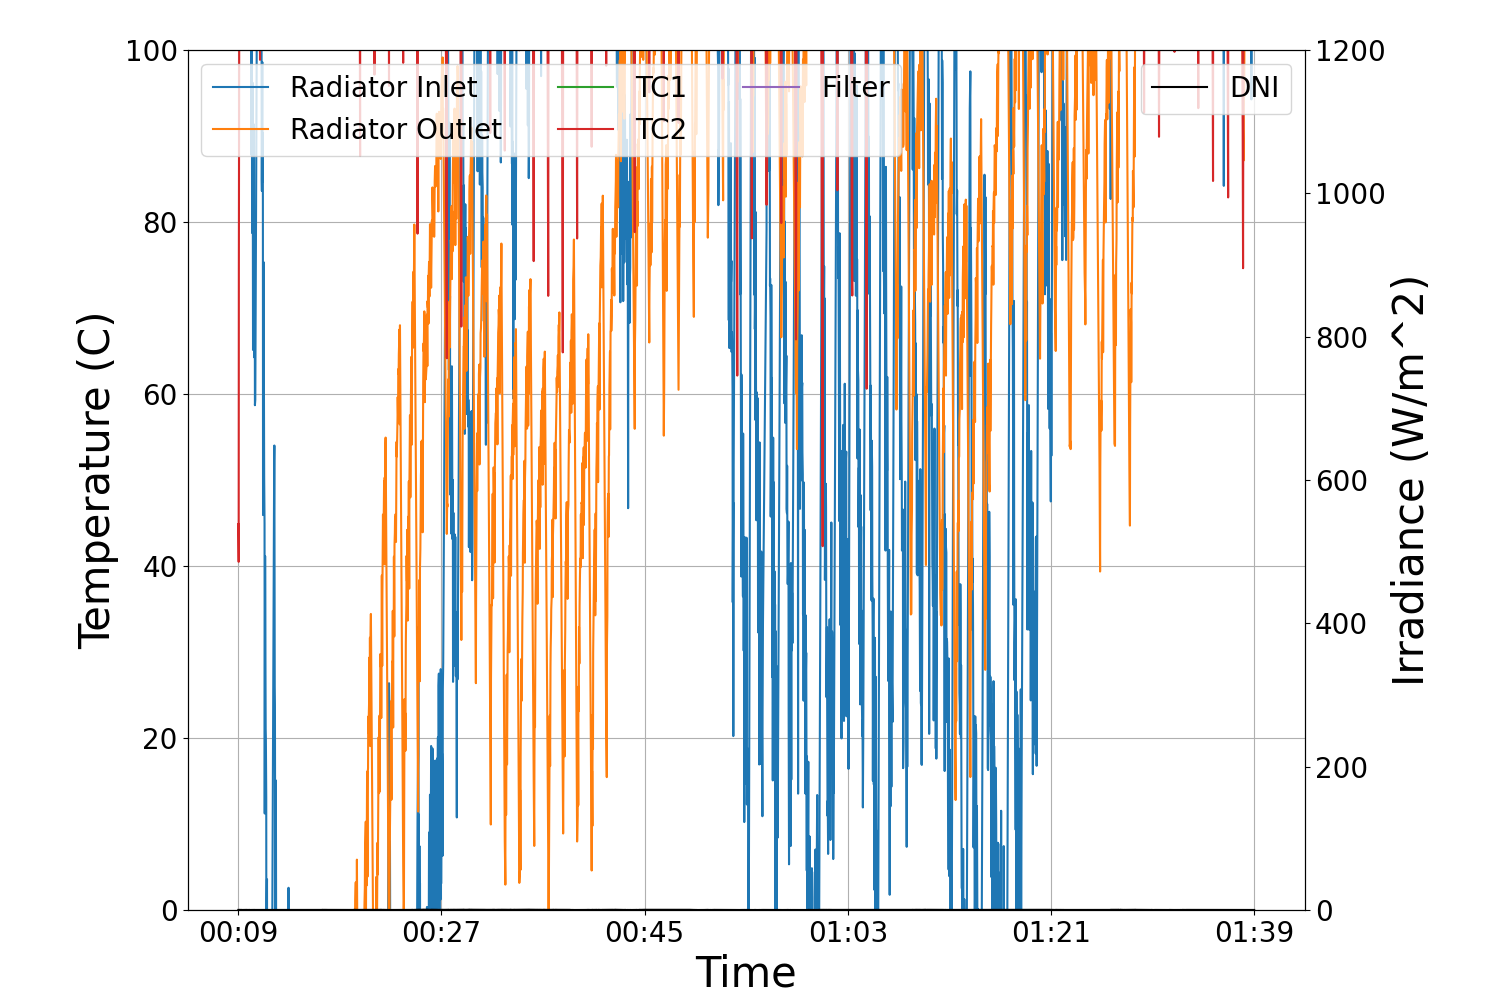 Radiator Inlet
Radiator Outlet
TC1
TC2
Filter
DNI
100
80
60
40
20
0
Temperature (C)
1200
1000
800
600
400
200
0
Irradiance (W/m^2)
00:09 00:27 00:45 01:03 01:21 01:39
Time